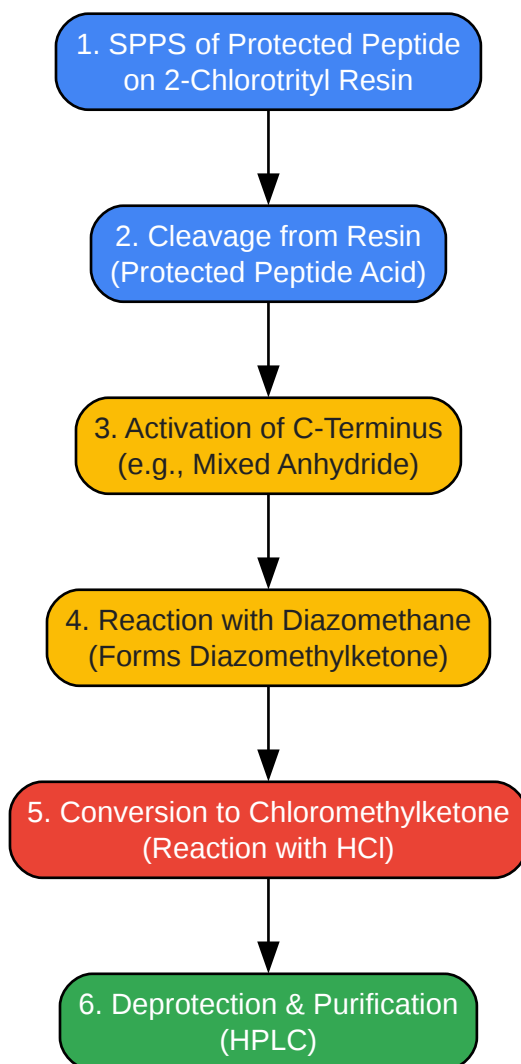 1. SPPS of Protected Peptide
on 2-Chlorotrityl Resin
2. Cleavage from Resin
(Protected Peptide Acid)
3. Activation of C-Terminus
(e.g., Mixed Anhydride)
4. Reaction with Diazomethane
(Forms Diazomethylketone)
5. Conversion to Chloromethylketone
(Reaction with HCl)
6. Deprotection & Purification
(HPLC)